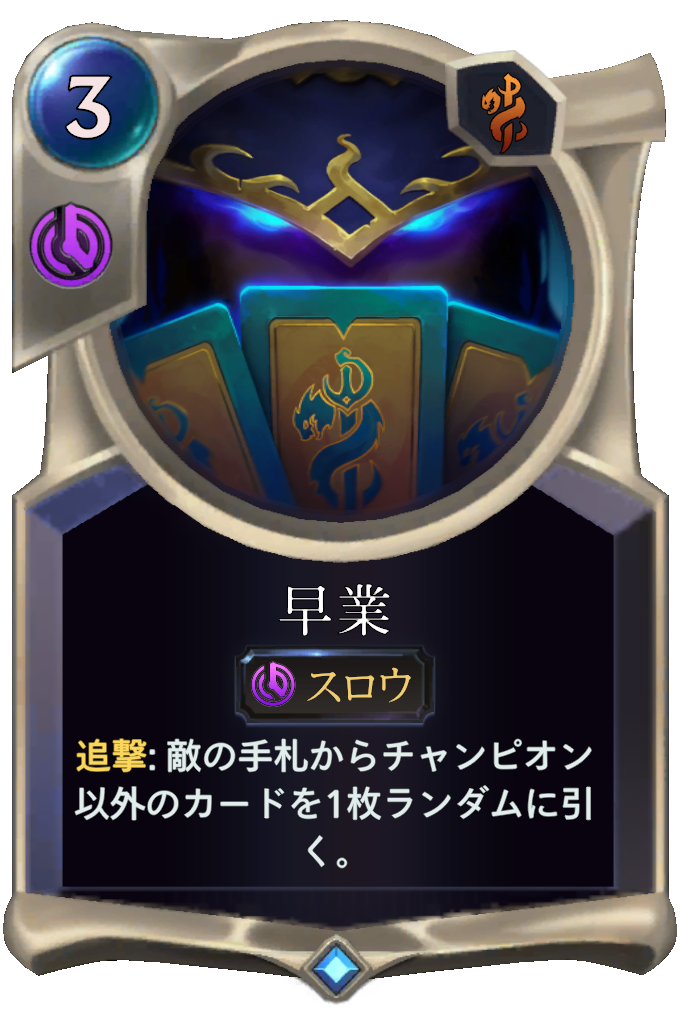 3
早業
スロウ
追撃: 敵の手札からチャンピオン
以外のカードを1枚ランダムに引
く。